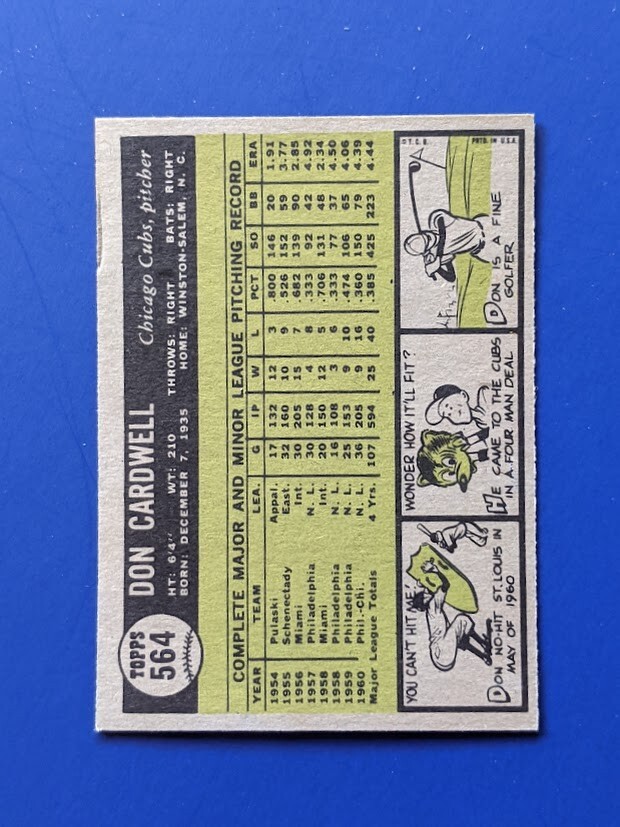 TOPPS
564
DON CARDWELL
Chicago Cubs, pitcher
HT: 6'4" WT: 210 THROWS: RIGHT BATS: RIGHT
BORN: DECEMBER 7, 1935 HOME: WINSTON-SALEM, N. C.
COMPLETE MAJOR AND MINOR LEAGUE PITCHING RECORD
YEAR TEAM LEA. G IP W L PCT SO BB ERA
1954 Pulaski Appal. 17 132 12 3 .800 146 20 1.91
1955 Schenectady East. 32 160 10 9 .526 152 59 3.77
1956 Miami Int. 30 205 15 7 .682 139 90 2.85
1957 Philadelphia N. L. 30 128 4 8 .333 92 42 4.92
1958 Miami Int. 20 150 12 5 .706 131 48 2.34
1958 Philadelphia N. L. 16 108 3 6 .333 77 37 4.50
1959 Philadelphia N. L. 25 153 9 10 .474 106 65 4.06
1960 Phil.-Chi. N. L. 36 205 9 16 .360 150 79 4.39
Major League Totals 4 Yrs. 107 594 25 40 .385 425 223 4.44
YOU CAN'T HIT ME!
DON NO-HIT ST. LOUIS IN
MAY OF 1960
WONDER HOW IT'LL FIT?
HE CAME TO THE CUBS
IN A FOUR MAN DEAL
© T. C. G. PRTD. IN U.S.A.
DON IS A FINE
GOLFER